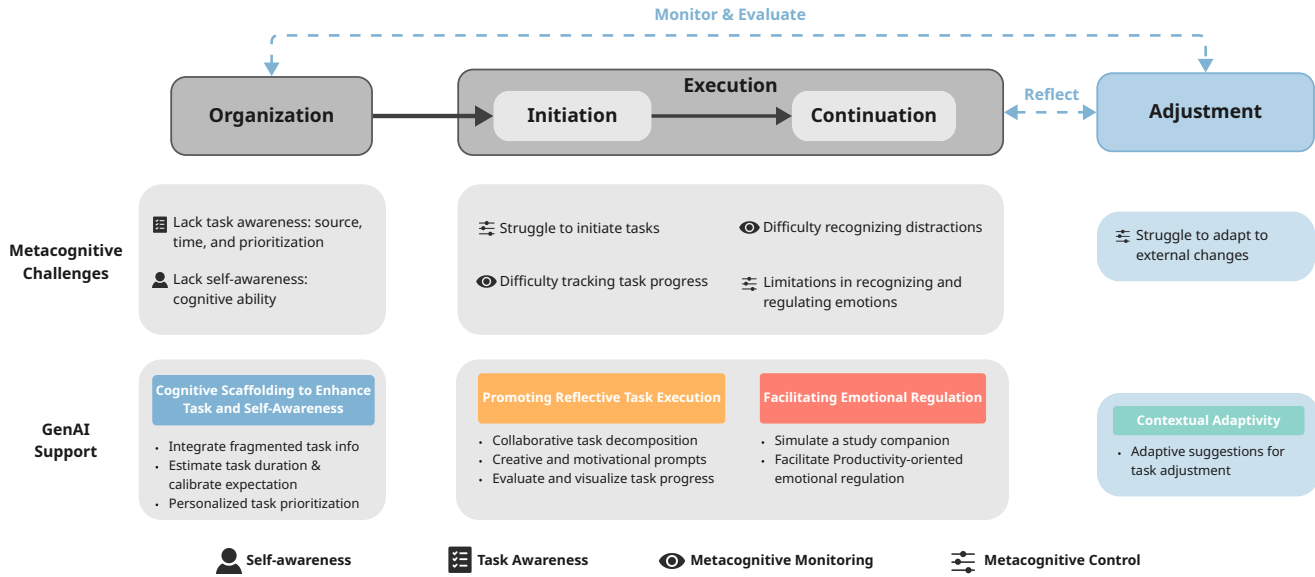 Monitor & Evaluate
Organization
Execution
Initiation
Continuation
Reflect
Adjustment
Metacognitive
Challenges
Lack task awareness: source,
time, and prioritization
Lack self-awareness:
cognitive ability
Struggle to initiate tasks
Difficulty recognizing distractions
Difficulty tracking task progress
Limitations in recognizing and
regulating emotions
Struggle to adapt to
external changes
GenAI
Support
Cognitive Scaffolding to Enhance
Task and Self-Awareness
• Integrate fragmented task info
• Estimate task duration &
calibrate expectation
• Personalized task prioritization
Promoting Reflective Task Execution
• Collaborative task decomposition
• Creative and motivational prompts
• Evaluate and visualize task progress
Facilitating Emotional Regulation
• Simulate a study companion
• Facilitate Productivity-oriented
emotional regulation
Contextual Adaptivity
• Adaptive suggestions for
task adjustment
Self-awareness
Task Awareness
Metacognitive Monitoring
Metacognitive Control